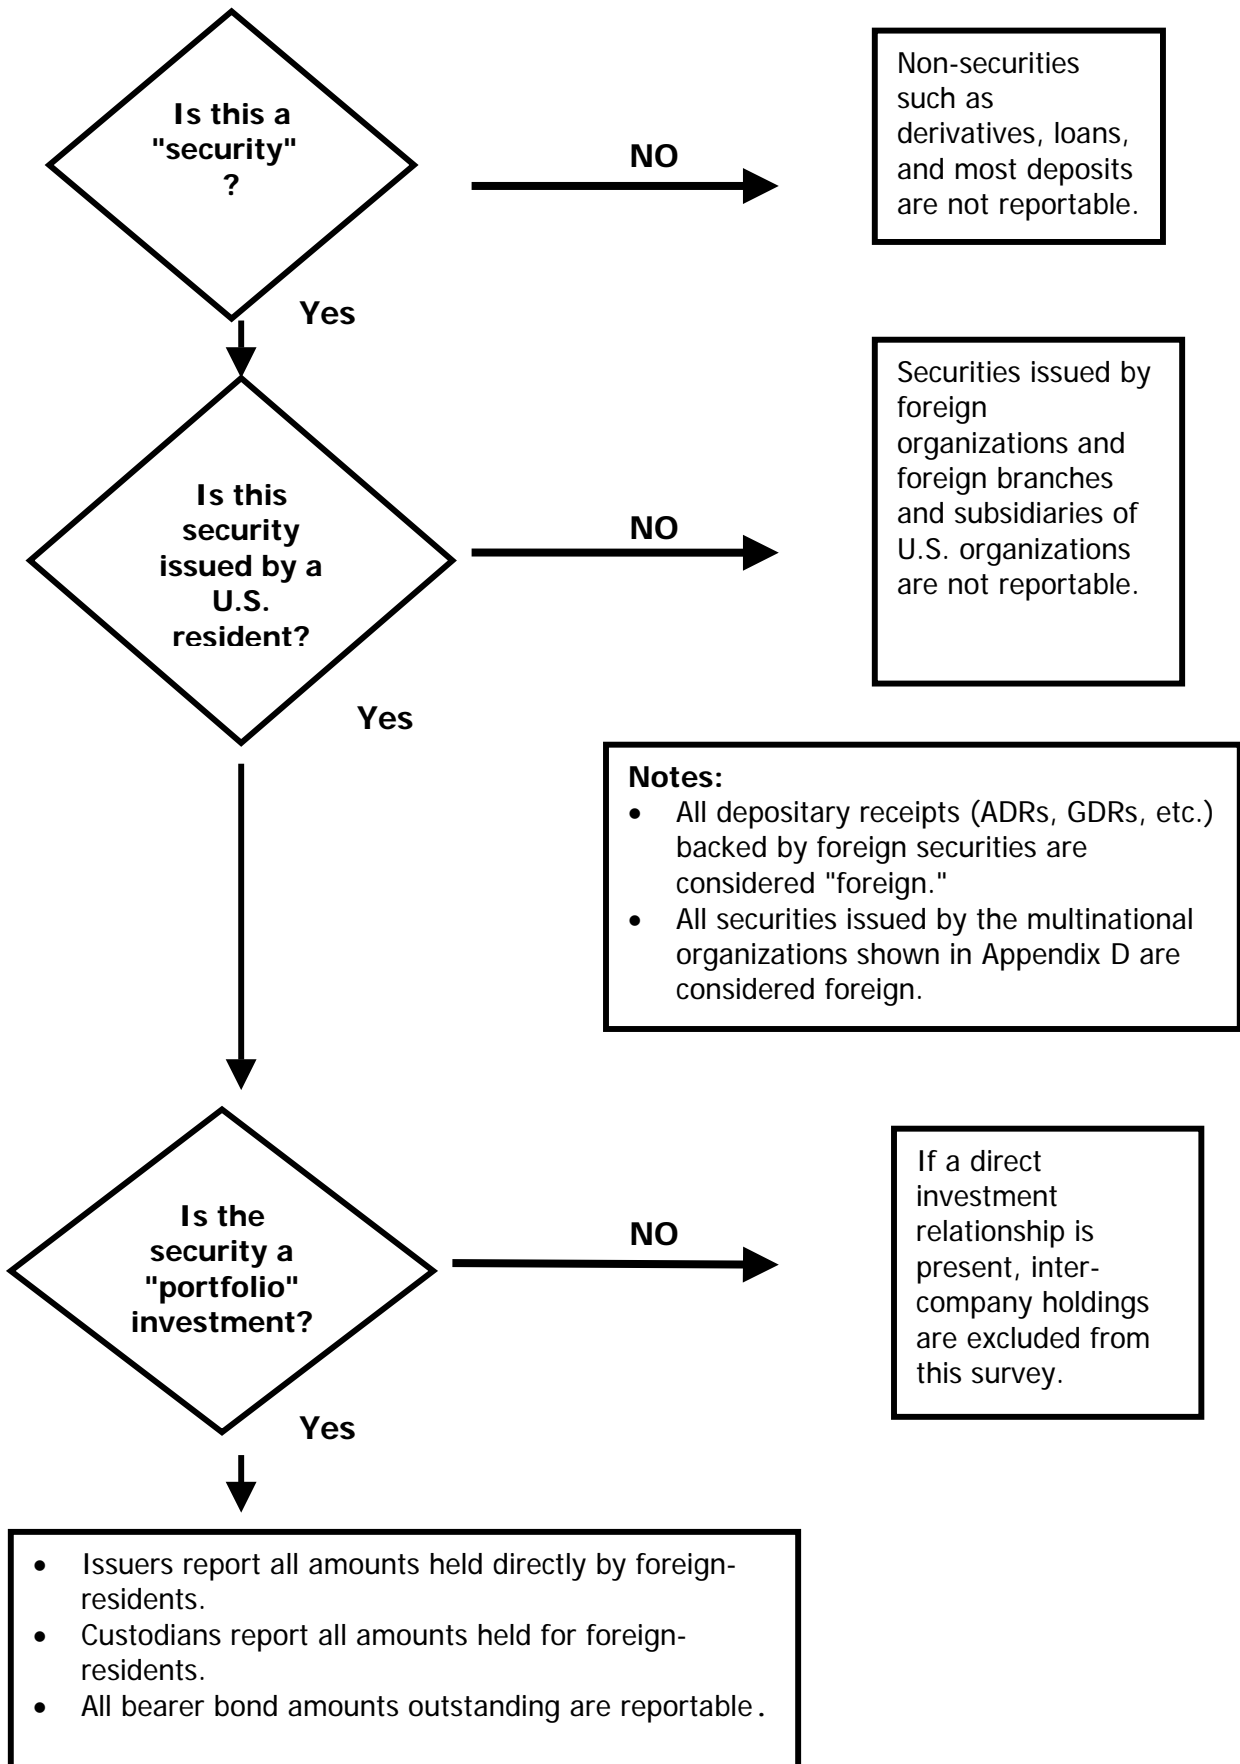 Is this a
"security"
?
NO
Non-securities
such as
derivatives, loans,
and most deposits
are not reportable.
Yes
Is this
security
issued by a
U.S.
resident?
NO
Securities issued by
foreign
organizations and
foreign branches
and subsidiaries of
U.S. organizations
are not reportable.
Yes
Notes:
• All depositary receipts (ADRs, GDRs, etc.)
backed by foreign securities are
considered "foreign."
• All securities issued by the multinational
organizations shown in Appendix D are
considered foreign.
Is the
security a
"portfolio"
investment?
NO
If a direct
investment
relationship is
present, inter-
company holdings
are excluded from
this survey.
Yes
• Issuers report all amounts held directly by foreign-
residents.
• Custodians report all amounts held for foreign-
residents.
• All bearer bond amounts outstanding are reportable.